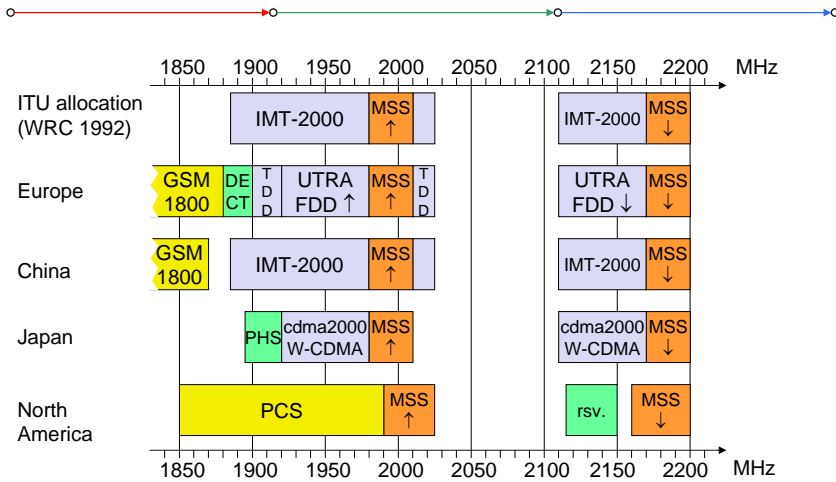 1850 1900 1950 2000 2050 2100 2150 2200 MHz
ITU allocation
(WRC 1992)
IMT-2000
MSS
↑
IMT-2000
MSS
↓
Europe
GSM
1800
DE
CT
T
D
D
UTRA
FDD ↑
MSS
↑
T
D
D
UTRA
FDD ↓
MSS
↓
China
GSM
1800
IMT-2000
MSS
↑
IMT-2000
MSS
↓
Japan
PHS
cdma2000
W-CDMA
MSS
↑
cdma2000
W-CDMA
MSS
↓
North
America
PCS
MSS
↑
rsv.
MSS
↓
1850 1900 1950 2000 2050 2100 2150 2200 MHz